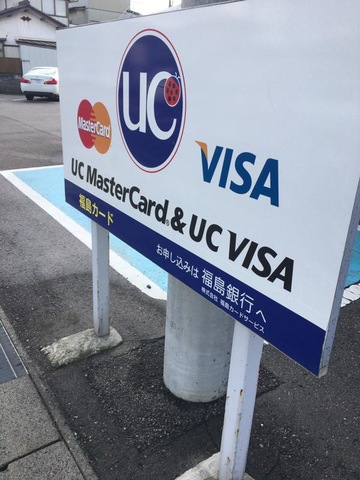 UC
MasterCard
VISA
UC MasterCard & UC VISA
福島カード
お申し込みは 福島銀行へ
株式会社 福島カードサービス